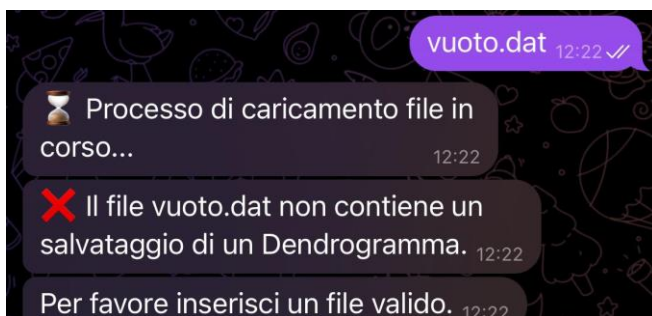 vuoto.dat 12:22
⏳ Processo di caricamento file in
corso... 12:22
❌ Il file vuoto.dat non contiene un
salvataggio di un Dendrogramma. 12:22
Per favore inserisci un file valido. 12:22